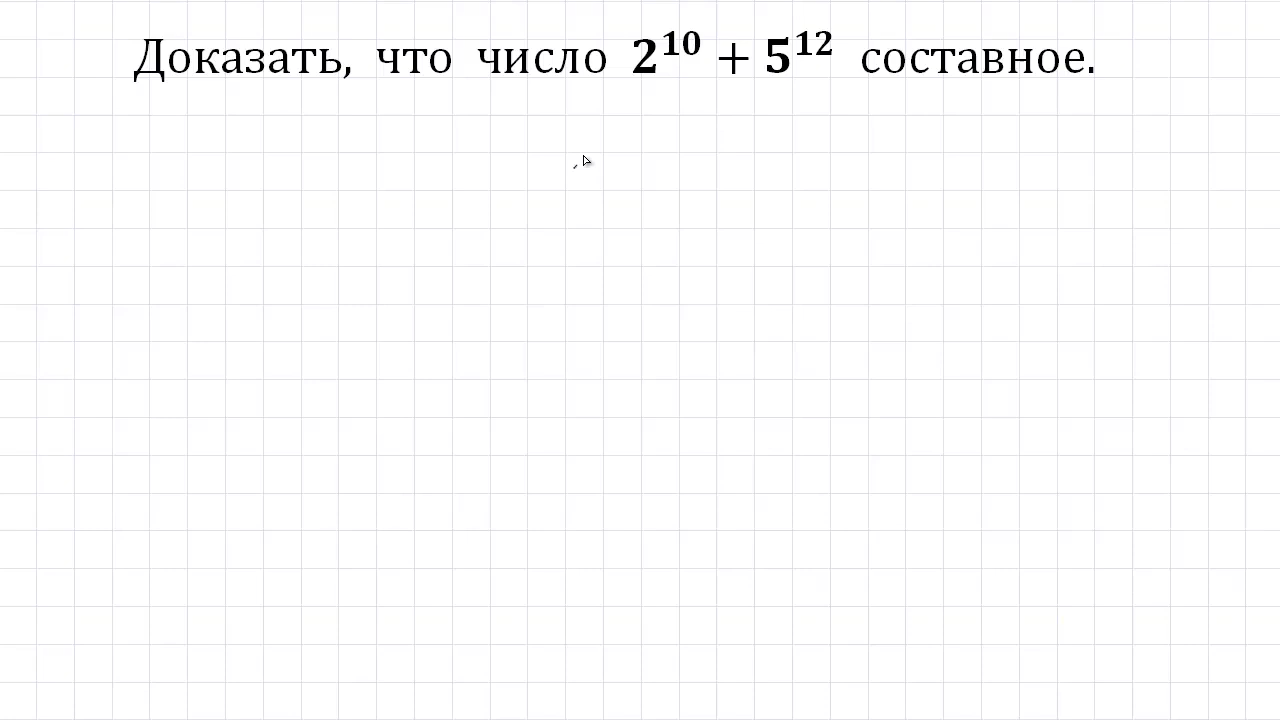 Доказать, что число $2^{10} + 5^{12}$ составное.